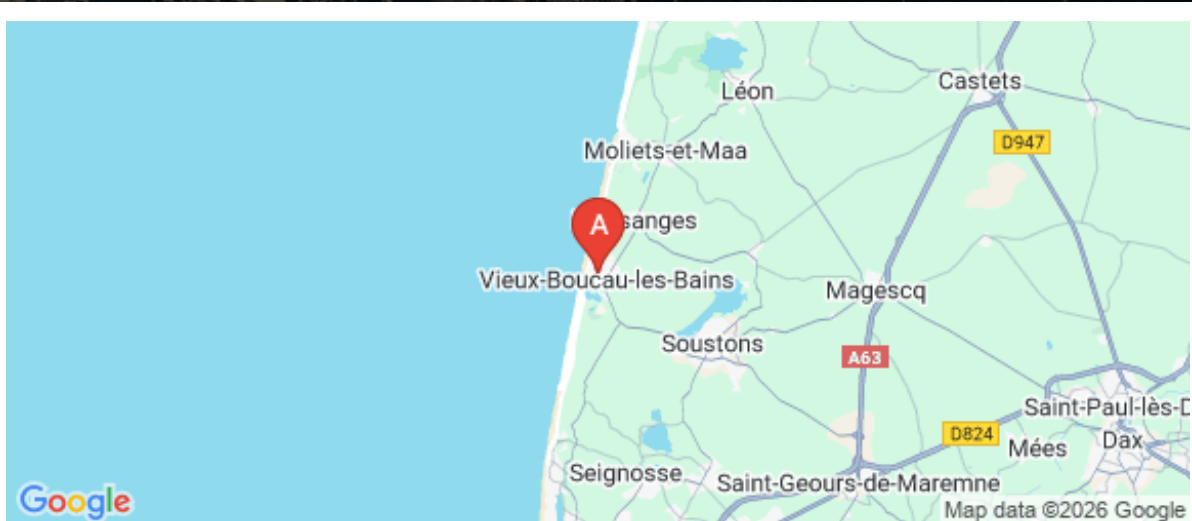 Léon
Castets
D947
Moliets-et-Maa
A
sanges
Vieux-Boucau-les-Bains
Magescq
Soustons
A63
Saint-Paul-lès-D
D824
Mées
Dax
Seignosse
Saint-Geours-de-Maremne
Google
Map data ©2026 Google